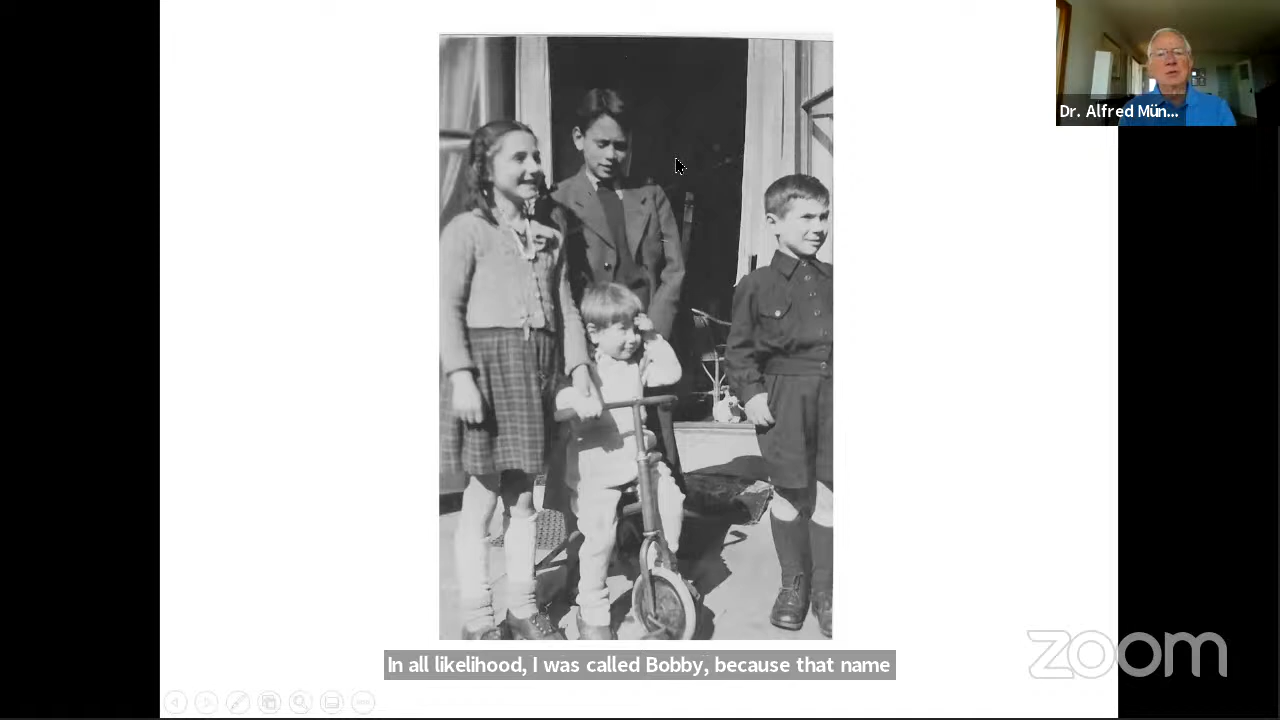 Dr. Alfred Mün...
In all likelihood, I was called Bobby, because that name
zoom